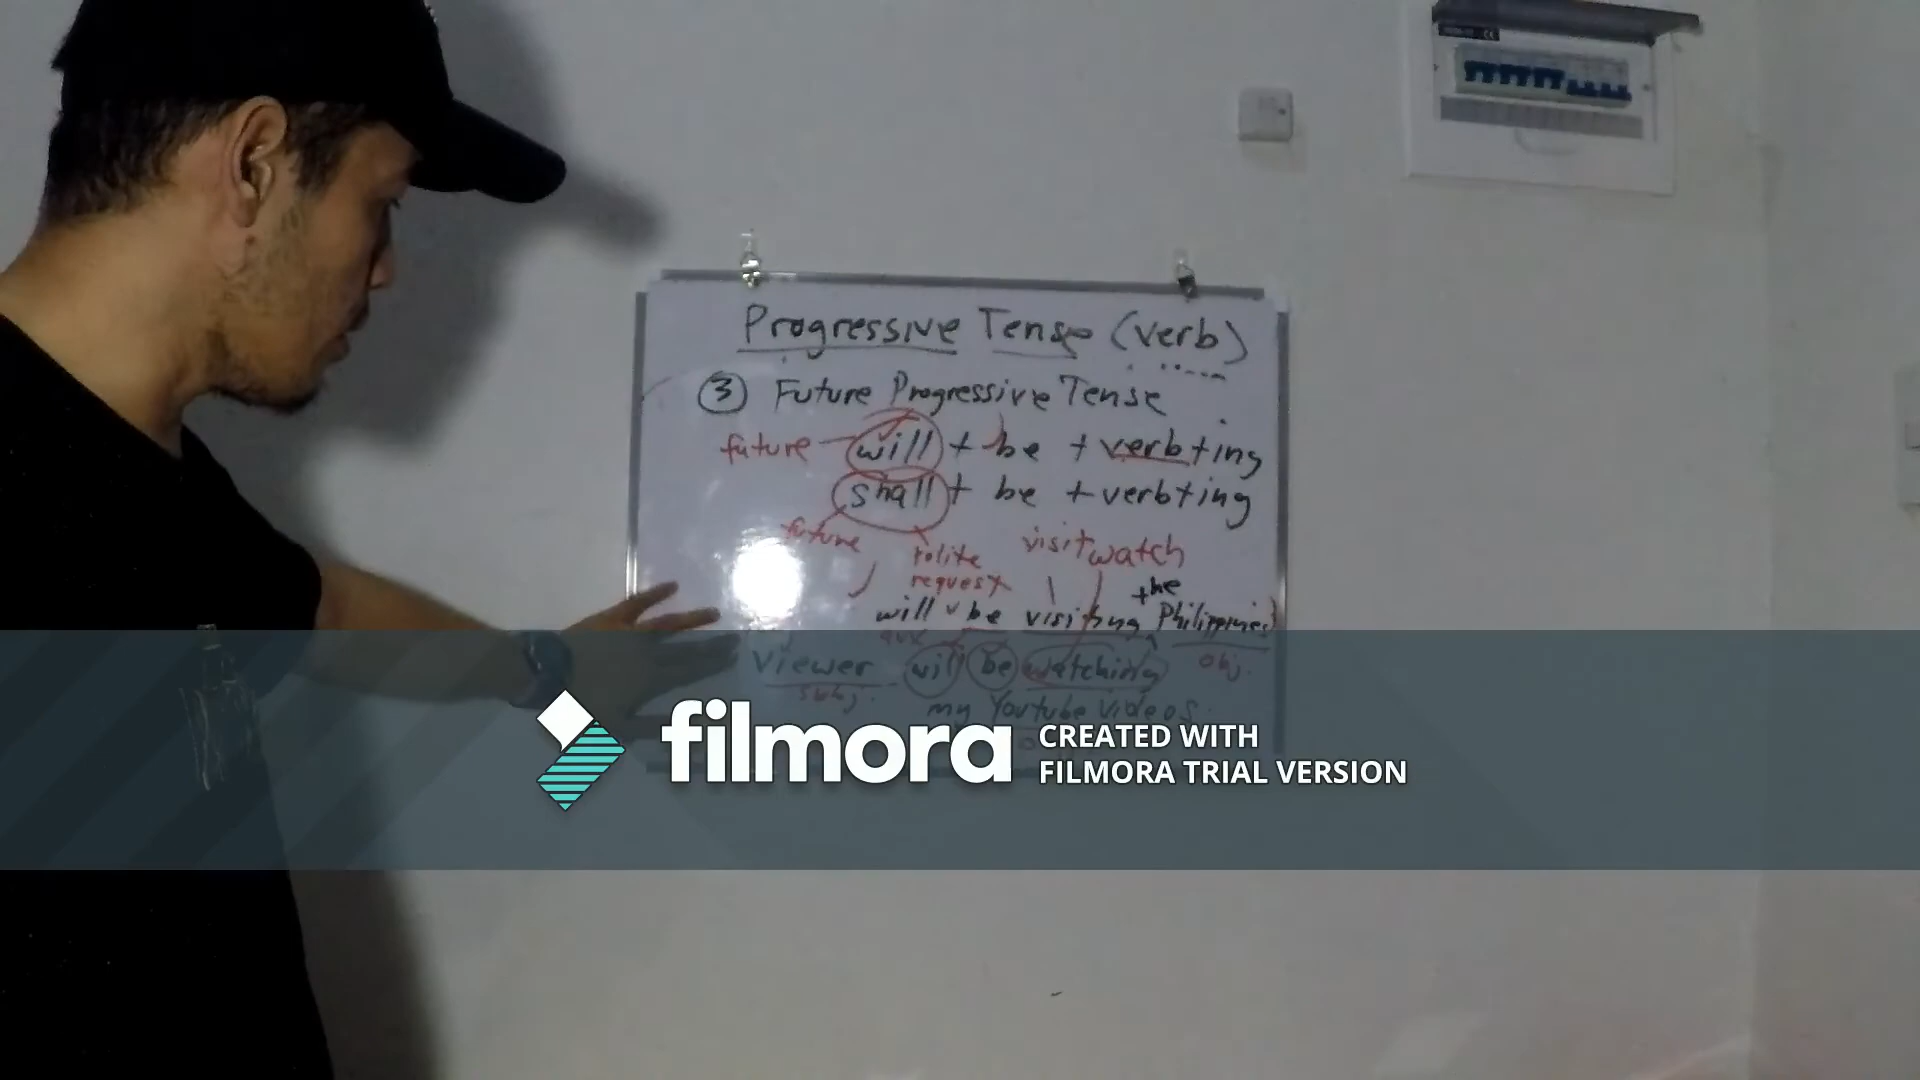 Progressive Tense (verb)
3 Future Progressive Tense
future will + be + verb+ing
shall + be + verb+ing
future polite request visit watch
will be visiting the Philippines
aux obj.
Viewer will be watching
subj.
my Youtube videos.
filmora CREATED WITH
FILMORA TRIAL VERSION